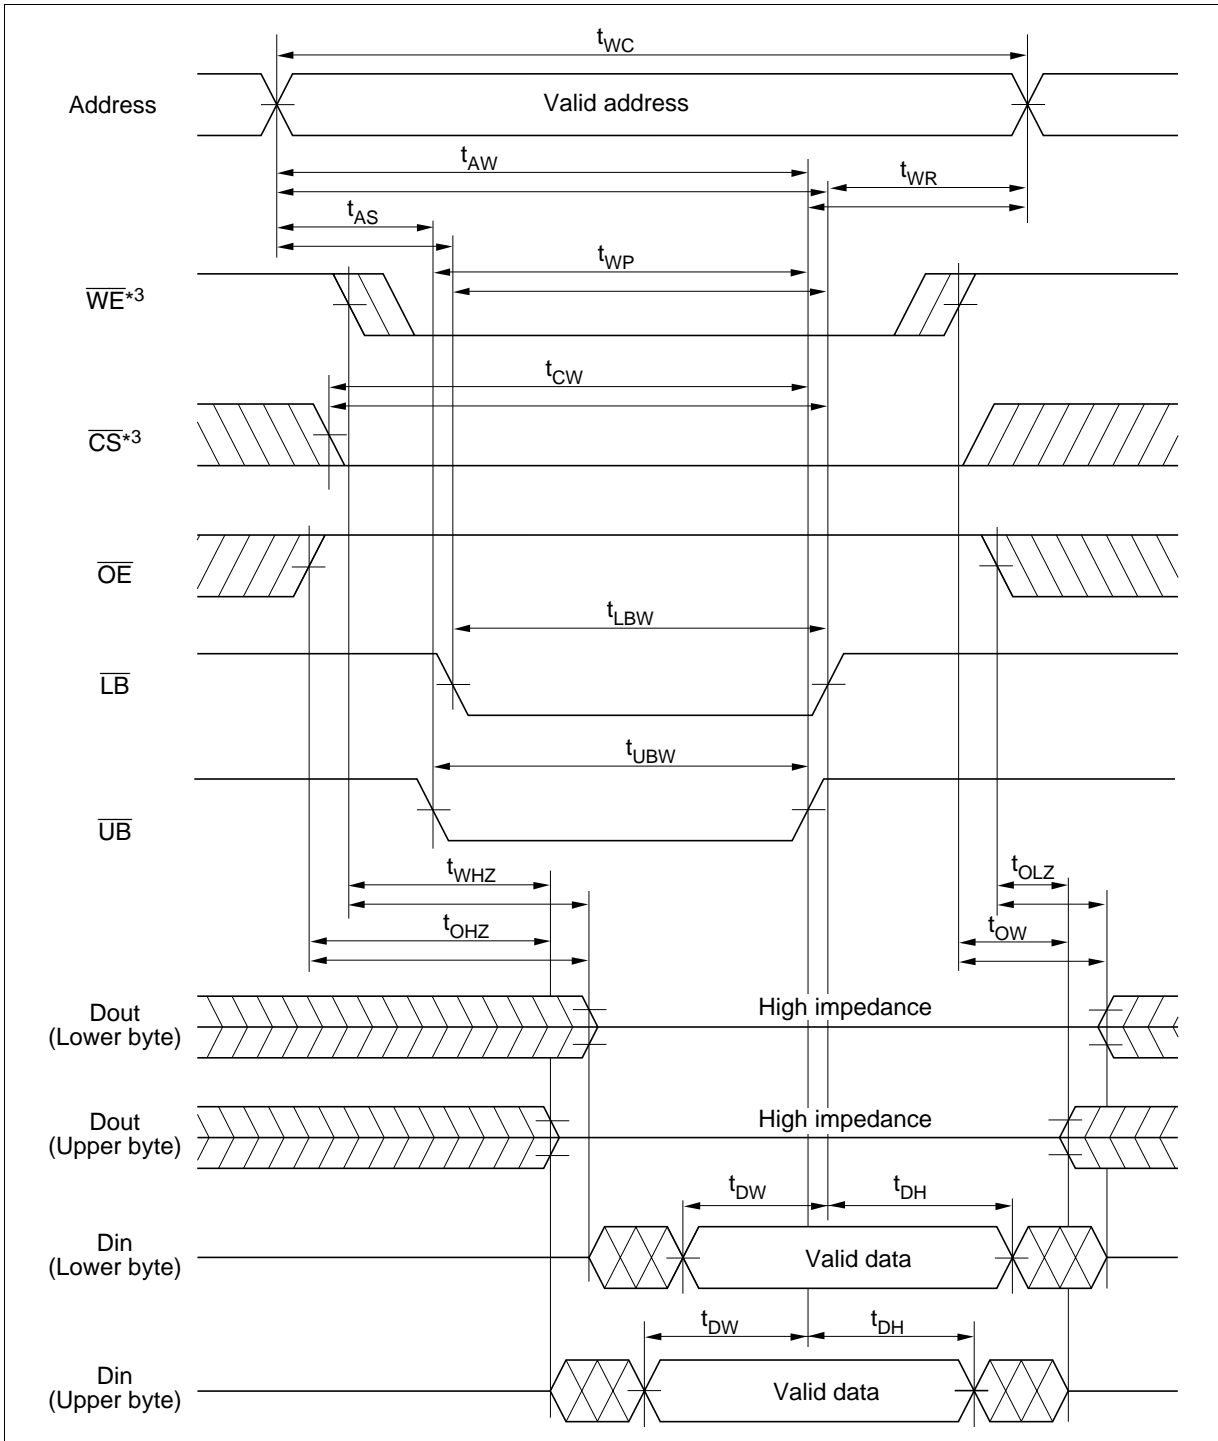 tWC
Address
Valid address
tAW
tWR
tAS
tWP
WE*3
tCW
CS*3
OE
tLBW
LB
tUBW
UB
tWHZ
tOLZ
tOHZ
tOW
Dout
(Lower byte)
High impedance
Dout
(Upper byte)
High impedance
tDW
tDH
Din
(Lower byte)
Valid data
tDW
tDH
Din
(Upper byte)
Valid data